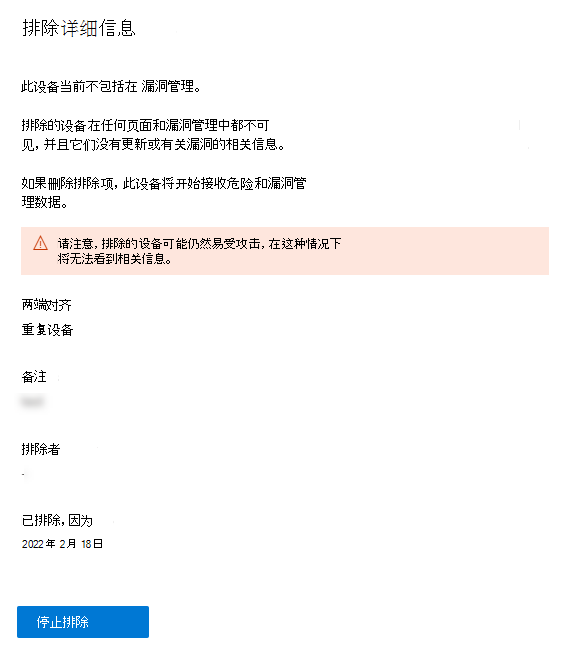 排除详细信息
此设备当前不包括在 漏洞管理。
排除的设备在任何页面和漏洞管理中都不可
见，并且它们没有更新或有关漏洞的相关信息。
如果删除排除项，此设备将开始接收危险和漏洞管
理数据。
请注意，排除的设备可能仍然易受攻击，在这种情况下
将无法看到相关信息。
两端对齐
重复设备
备注
排除者
-
已排除，因为
2022 年 2 月 18 日
停止排除